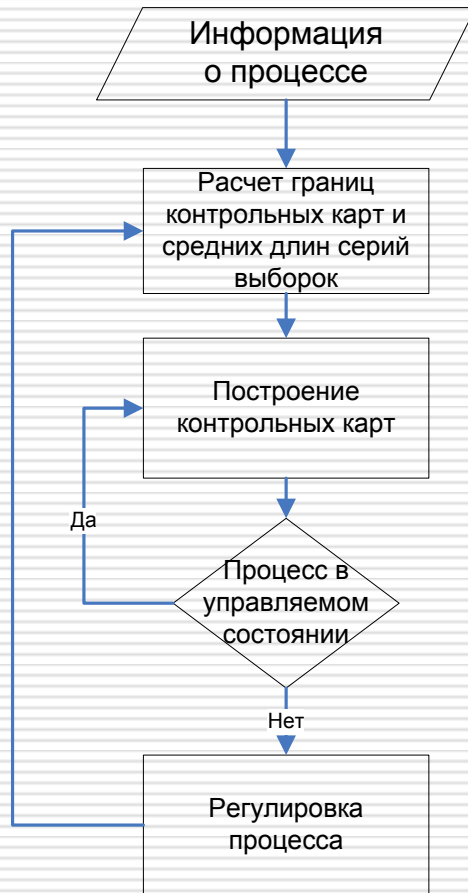 Информация
о процессе
Расчет границ
контрольных карт и
средних длин серий
выборок
Построение
контрольных карт
Да
Процесс в
управляемом
состоянии
Нет
Регулировка
процесса